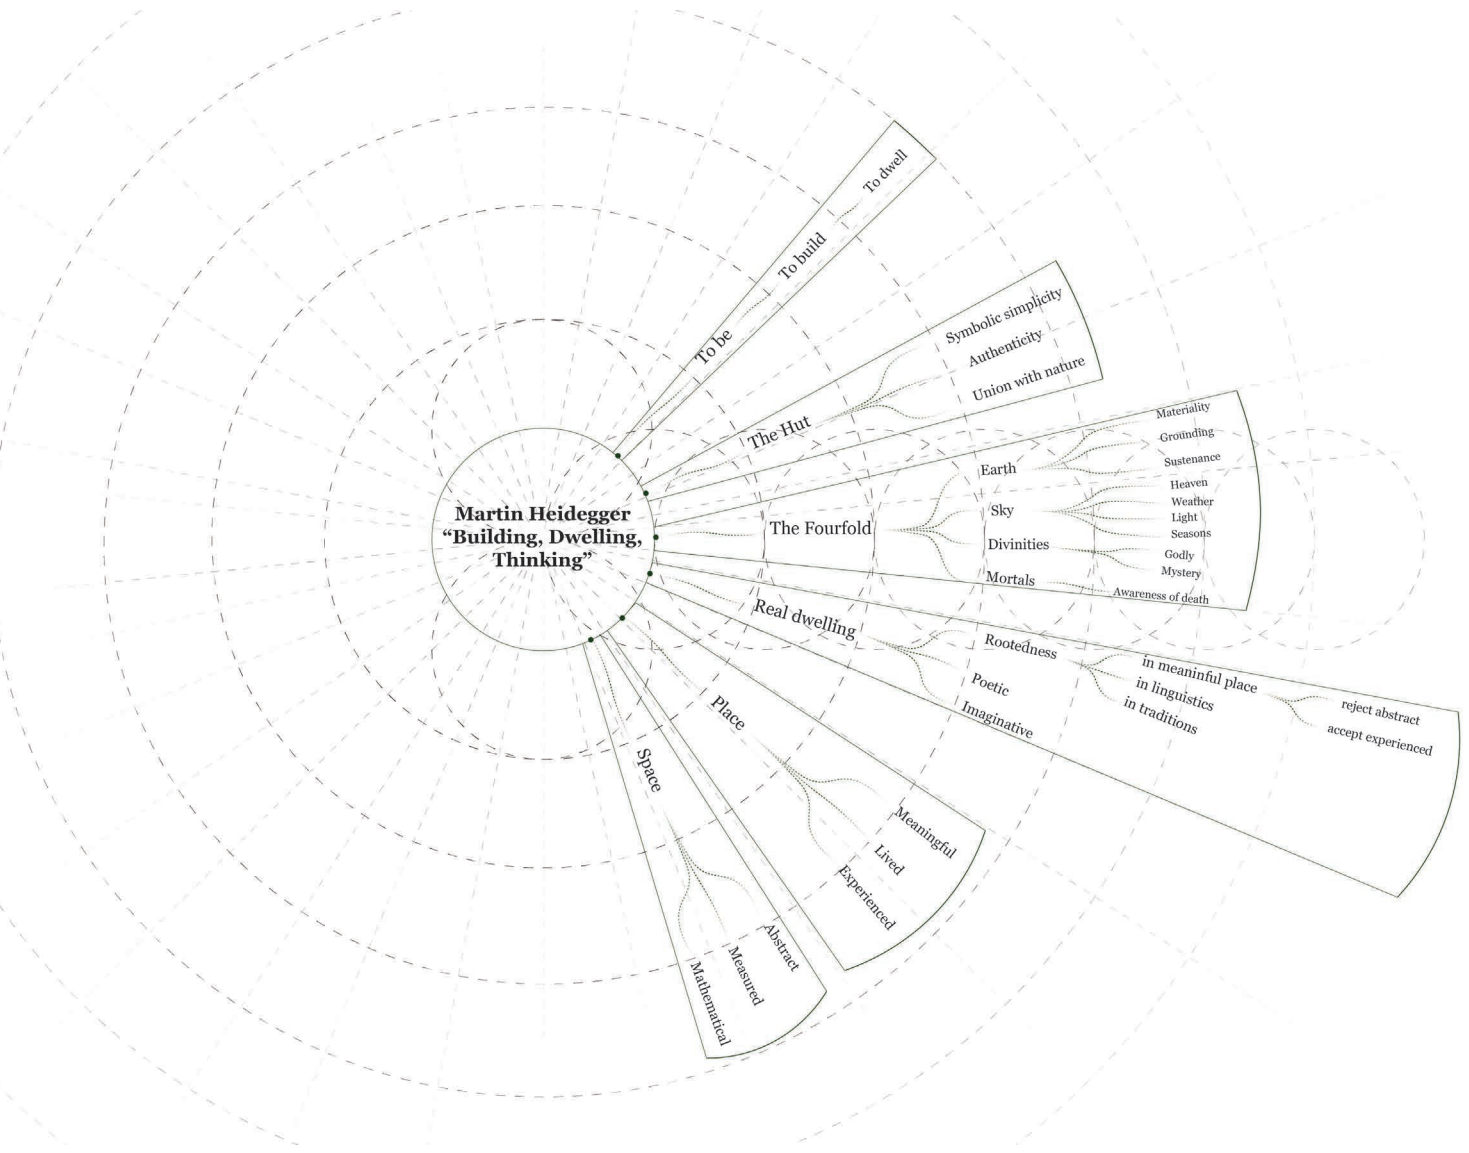 Martin Heidegger
“Building, Dwelling,
Thinking”
To be
To build
To dwell
The Hut
Symbolic simplicity
Authenticity
Union with nature
The Fourfold
Earth
Materiality
Grounding
Sustenance
Sky
Heaven
Weather
Light
Seasons
Divinities
Godly
Mystery
Mortals
Awareness of death
Real dwelling
Rootedness
in meaninful place
reject abstract
accept experienced
in linguistics
in traditions
Poetic
Imaginative
Place
Meaningful
Lived
Experienced
Space
Abstract
Measured
Mathematical